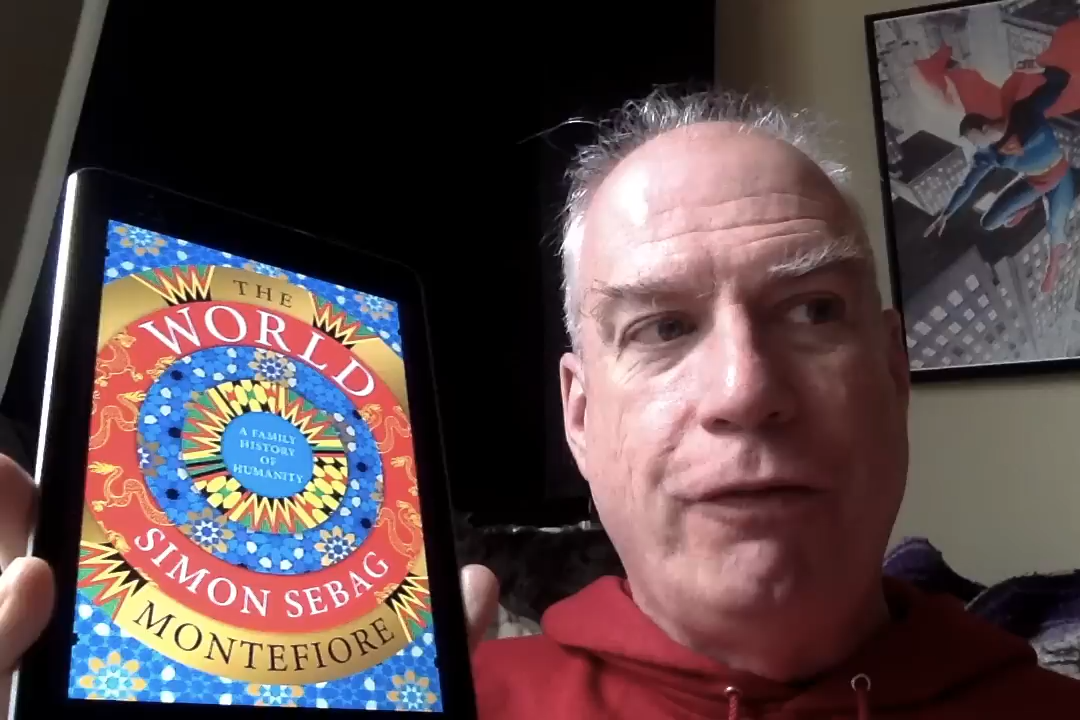 THE
WORLD
A FAMILY
HISTORY
OF
HUMANITY
SIMON SEBAG
MONTEFIORE